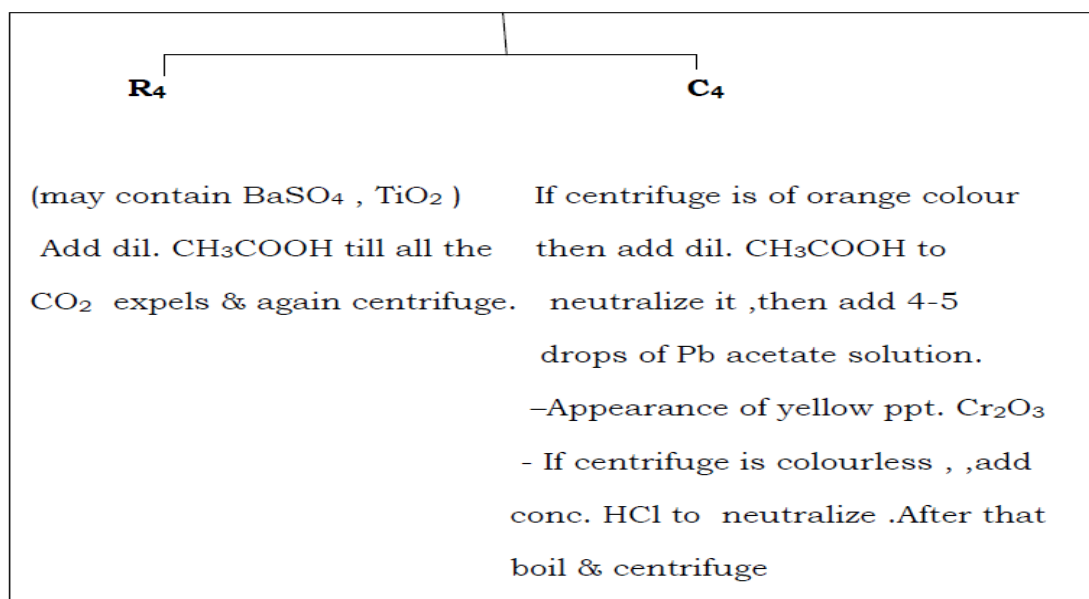 R₄
C₄
(may contain BaSO₄ , TiO₂ )
Add dil. CH₃COOH till all the
CO₂ expels & again centrifuge.
If centrifuge is of orange colour
then add dil. CH₃COOH to
neutralize it ,then add 4-5
drops of Pb acetate solution.
–Appearance of yellow ppt. Cr₂O₃
- If centrifuge is colourless , ,add
conc. HCl to neutralize .After that
boil & centrifuge